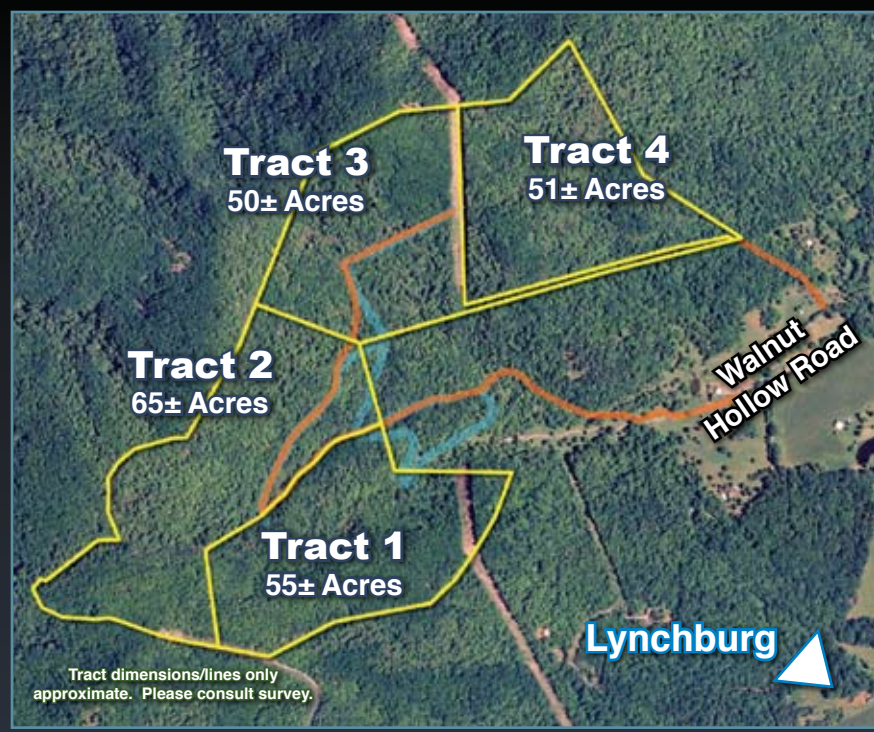 Tract 3
50± Acres
Tract 4
51± Acres
Tract 2
65± Acres
Walnut
Hollow Road
Tract 1
55± Acres
Lynchburg
Tract dimensions/lines only
approximate. Please consult survey.